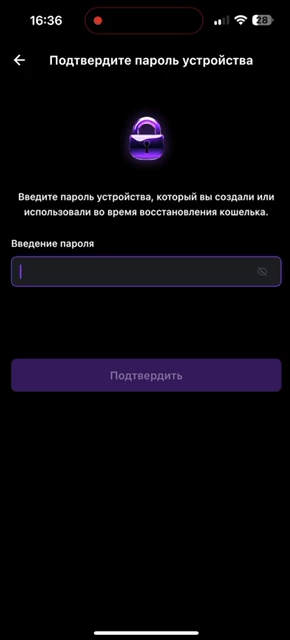 16:36
28
Подтвердите пароль устройства
Введите пароль устройства, который вы создали или
использовали во время восстановления кошелька.
Введение пароля
Подтвердить